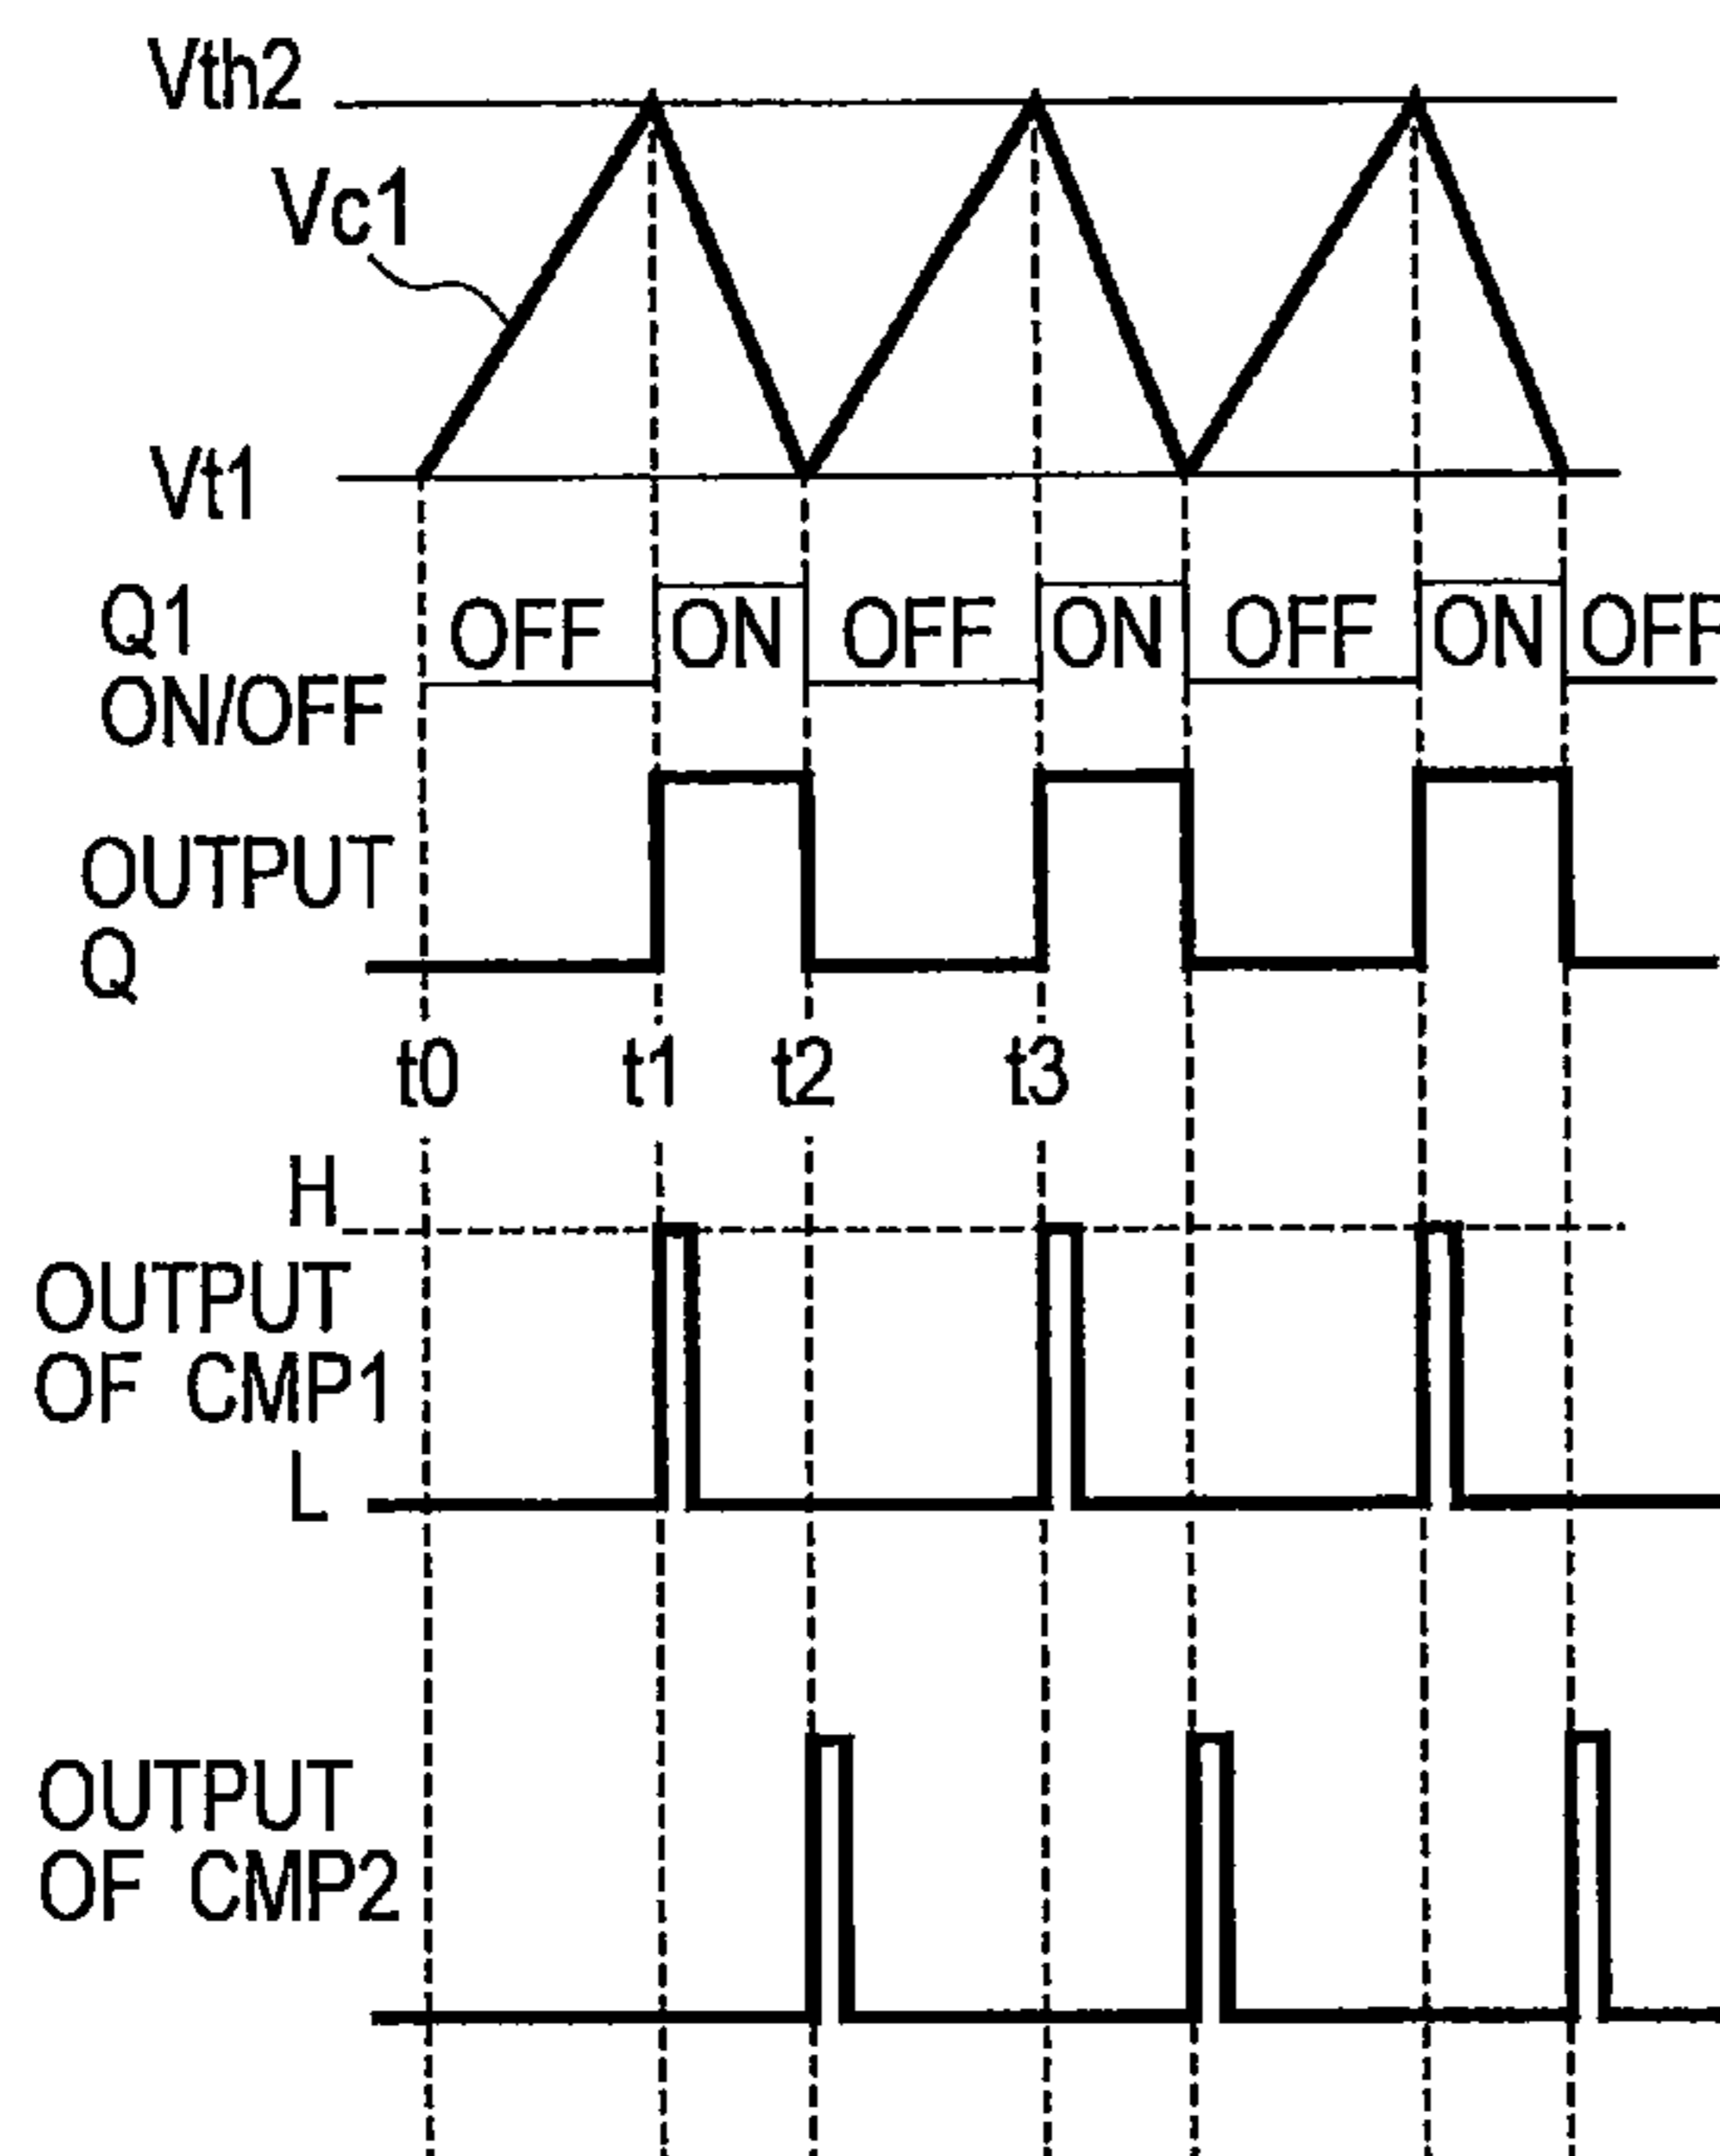 Vth2
Vc1
Vt1
Q1
ON/OFF
OFF ON OFF ON OFF ON OFF
OUTPUT
Q
t0 t1 t2 t3
H
OUTPUT
OF CMP1
L
OUTPUT
OF CMP2